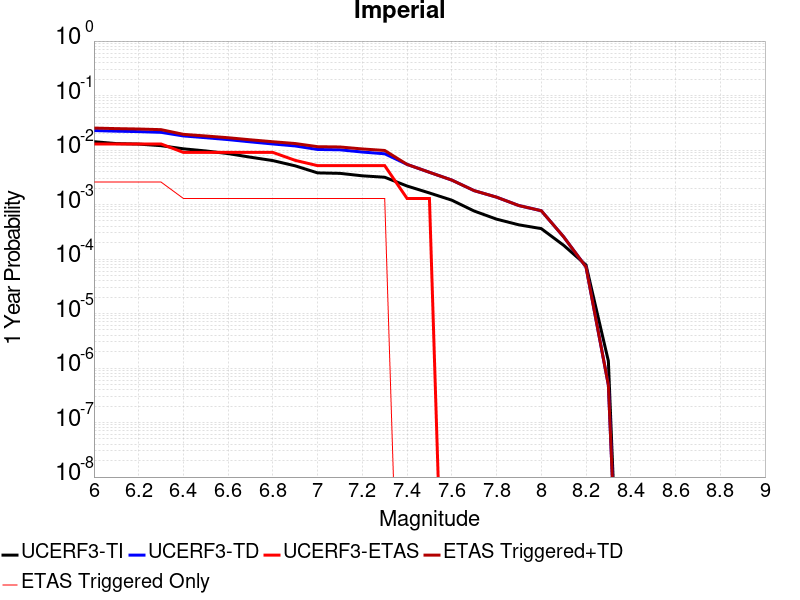 Imperial
10^0
10^-1
10^-2
10^-3
10^-4
10^-5
10^-6
10^-7
10^-8
1 Year Probability
6 6.2 6.4 6.6 6.8 7 7.2 7.4 7.6 7.8 8 8.2 8.4 8.6 8.8 9
Magnitude
UCERF3-TI UCERF3-TD UCERF3-ETAS ETAS Triggered+TD
ETAS Triggered Only